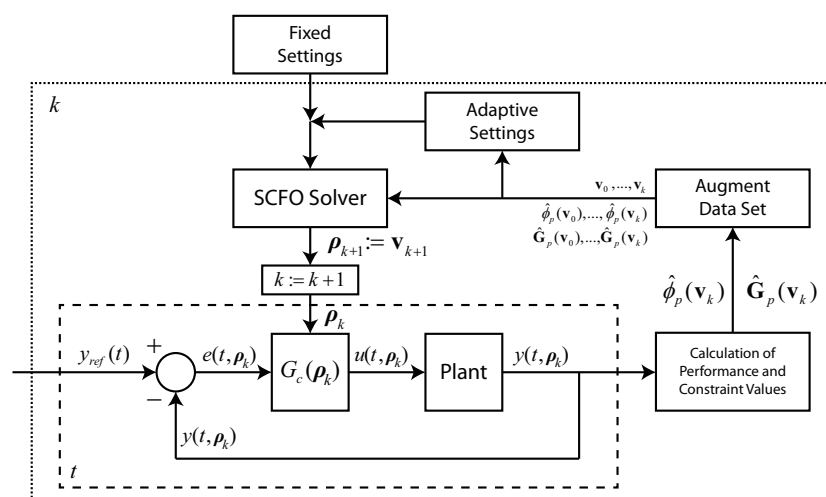 Fixed
Settings
k
Adaptive
Settings
SCFO Solver
v₀,...,vₖ
Augment
Data Set
ϕ̂ₚ(v₀),...,ϕ̂ₚ(vₖ)
Ĝₚ(v₀),...,Ĝₚ(vₖ)
ρₖ₊₁:= vₖ₊₁
k := k+1
ϕ̂ₚ(vₖ) Ĝₚ(vₖ)
ρₖ
y_ref(t)
+
e(t,ρₖ)
G_c(ρₖ)
u(t,ρₖ)
Plant
y(t,ρₖ)
Calculation of
Performance and
Constraint Values
−
y(t,ρₖ)
t